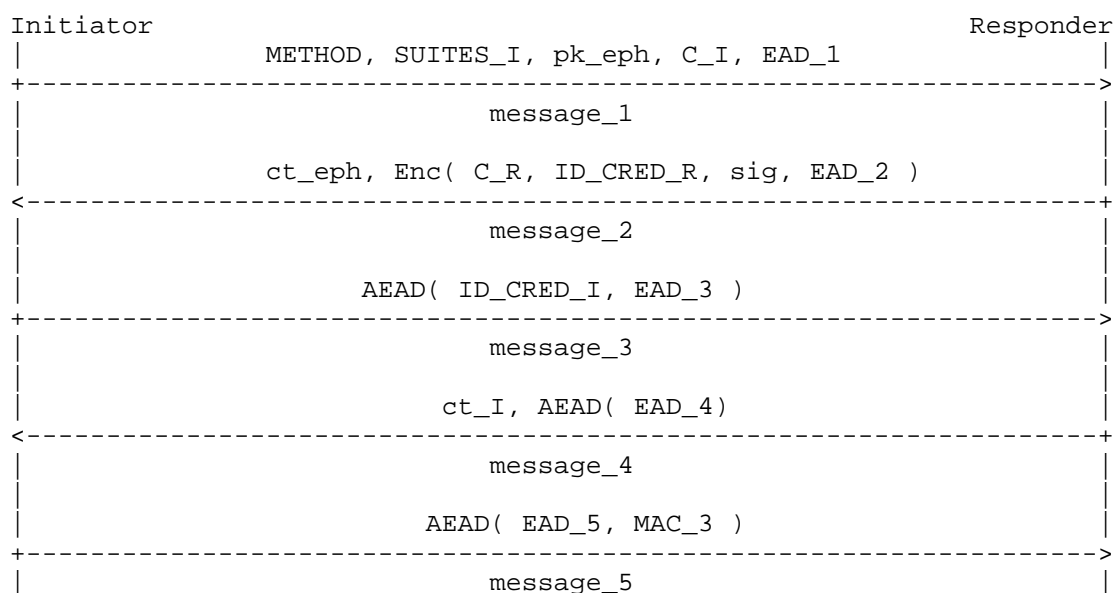 Initiator Responder
METHOD, SUITES_I, pk_eph, C_I, EAD_1
message_1
ct_eph, Enc( C_R, ID_CRED_R, sig, EAD_2 )
message_2
AEAD( ID_CRED_I, EAD_3 )
message_3
ct_I, AEAD( EAD_4)
message_4
AEAD( EAD_5, MAC_3 )
message_5